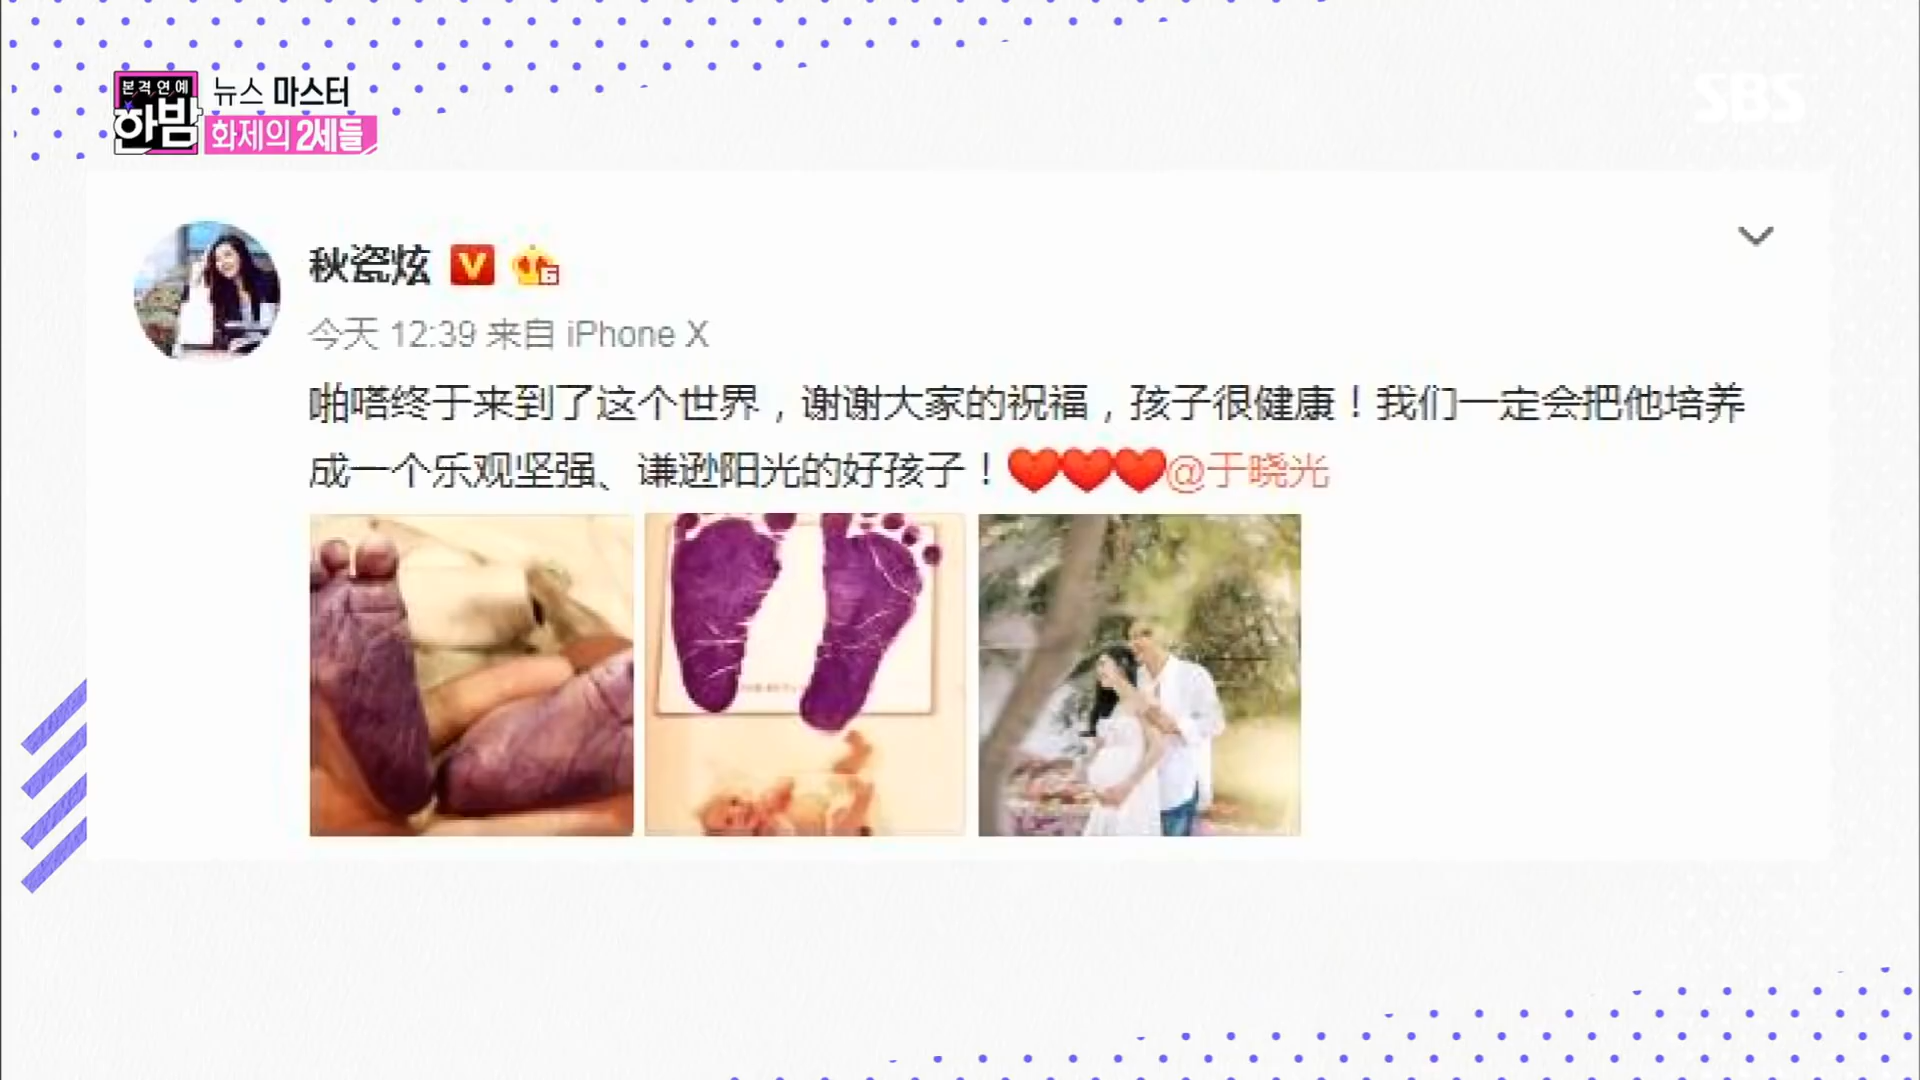 본격연예
한밤
뉴스 마스터
화제의 2세들
SBS
秋瓷炫
今天 12:39 来自 iPhone X
啪嗒终于来到了这个世界，谢谢大家的祝福，孩子很健康！我们一定会把他培养
成一个乐观坚强、谦逊阳光的好孩子！❤❤❤@于晓光